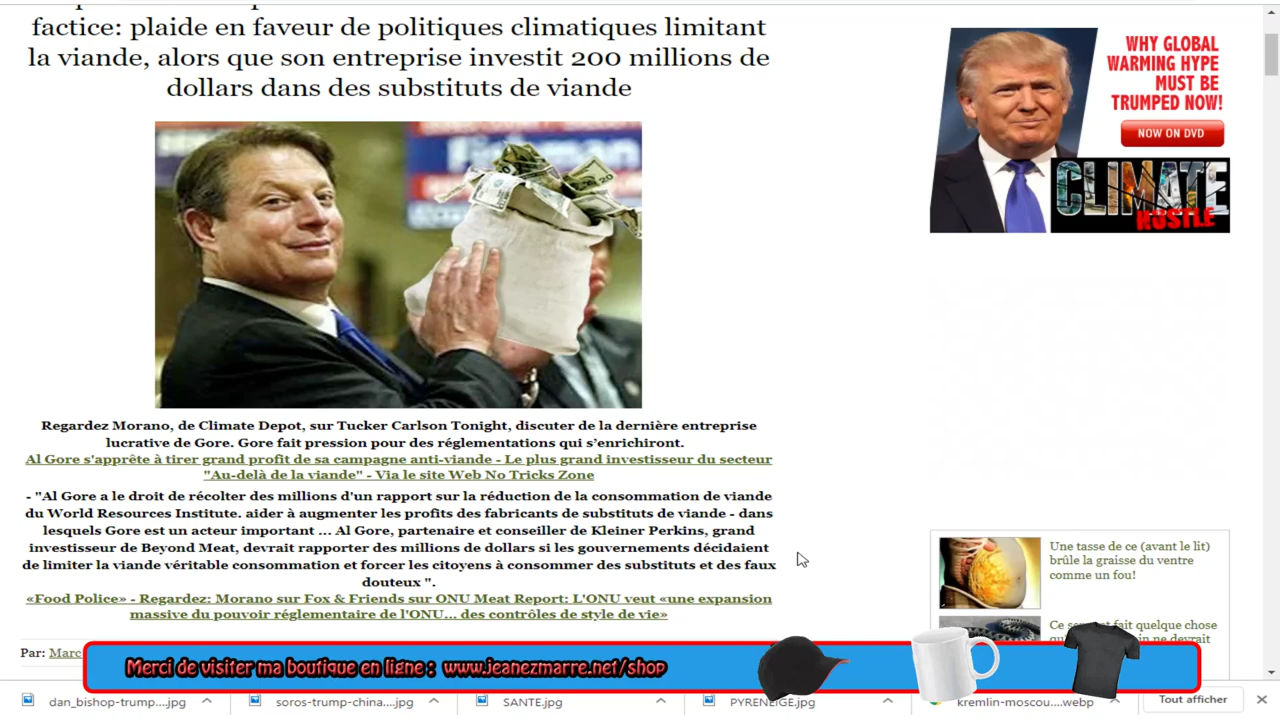 factice: plaide en faveur de politiques climatiques limitant
la viande, alors que son entreprise investit 200 millions de
dollars dans des substituts de viande
WHY GLOBAL
WARMING HYPE
MUST BE
TRUMPED NOW!
NOW ON DVD
CLIMATE
HUSTLE
Regardez Morano, de Climate Depot, sur Tucker Carlson Tonight, discuter de la dernière entreprise
lucrative de Gore. Gore fait pression pour des réglementations qui s'enrichiront.
Al Gore s'apprête à tirer grand profit de sa campagne anti-viande - Le plus grand investisseur du secteur
"Au-delà de la viande" - Via le site Web No Tricks Zone
- "Al Gore a le droit de récolter des millions d'un rapport sur la réduction de la consommation de viande
du World Resources Institute. aider à augmenter les profits des fabricants de substituts de viande - dans
lesquels Gore est un acteur important ... Al Gore, partenaire et conseiller de Kleiner Perkins, grand
investisseur de Beyond Meat, devrait rapporter des millions de dollars si les gouvernements décidaient
de limiter la viande véritable consommation et forcer les citoyens à consommer des substituts et des faux
douteux ".
«Food Police» - Regardez: Morano sur Fox & Friends sur ONU Meat Report: L'ONU veut «une expansion
massive du pouvoir réglementaire de l'ONU... des contrôles de style de vie»
Une tasse de ce (avant le lit)
brûle la graisse du ventre
comme un fou!
fait quelque chose
ne devrait
Par: Marc
Merci de visiter ma boutique en ligne : www.jeanezmarre.net/shop
dan_bishop-trump....jpg
soros-trump-china....jpg
SANTE.jpg
PYRENEIGE.jpg
kremlin-moscou....webp
Tout afficher